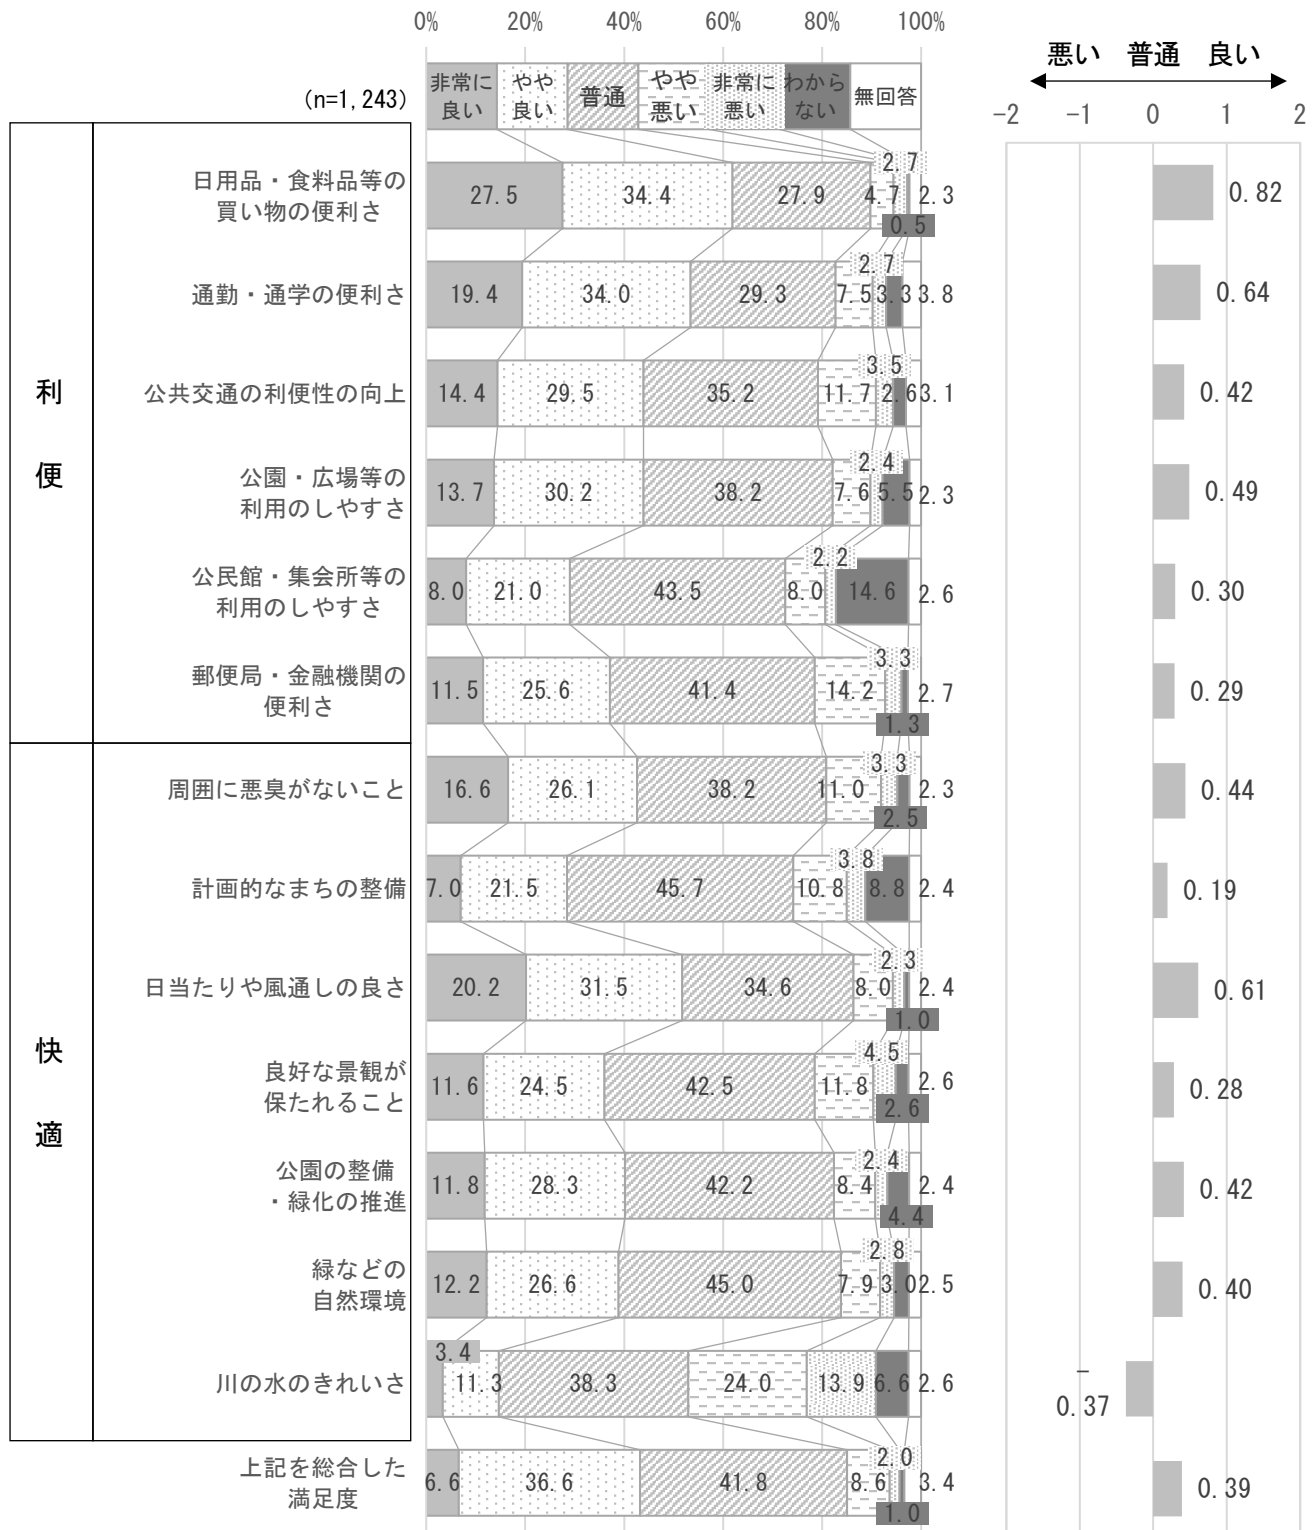 0% 20% 40% 60% 80% 100%
悪い 普通 良い
-2 -1 0 1 2
(n=1,243)
非常に
良い
やや
良い
普通
やや
悪い
非常に
悪い
わから
ない
無回答
利
便
日用品・食料品等の
買い物の便利さ
27.5 34.4 27.9 4.7 2.7 0.5 2.3 0.82
通勤・通学の便利さ
19.4 34.0 29.3 7.5 2.7 3.3 3.8 0.64
公共交通の利便性の向上
14.4 29.5 35.2 11.7 3.5 2.6 3.1 0.42
公園・広場等の
利用のしやすさ
13.7 30.2 38.2 7.6 2.4 5.5 2.3 0.49
公民館・集会所等の
利用のしやすさ
8.0 21.0 43.5 8.0 2.2 14.6 2.6 0.30
郵便局・金融機関の
便利さ
11.5 25.6 41.4 14.2 3.3 1.3 2.7 0.29
快
適
周囲に悪臭がないこと
16.6 26.1 38.2 11.0 3.3 2.5 2.3 0.44
計画的なまちの整備
7.0 21.5 45.7 10.8 3.8 8.8 2.4 0.19
日当たりや風通しの良さ
20.2 31.5 34.6 8.0 2.3 1.0 2.4 0.61
良好な景観が
保たれること
11.6 24.5 42.5 11.8 4.5 2.6 2.6 0.28
公園の整備
・緑化の推進
11.8 28.3 42.2 8.4 2.4 4.4 2.4 0.42
緑などの
自然環境
12.2 26.6 45.0 7.9 2.8 3.0 2.5 0.40
川の水のきれいさ
3.4 11.3 38.3 24.0 13.9 6.6 2.6 -
0.37
上記を総合した
満足度
6.6 36.6 41.8 8.6 2.0 1.0 3.4 0.39